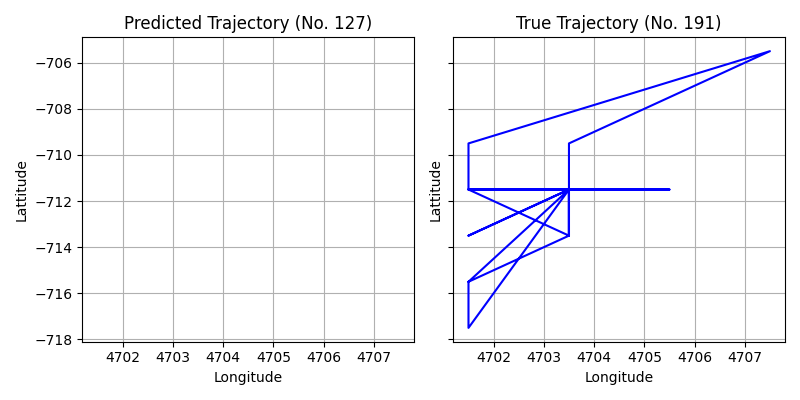 Predicted Trajectory (No. 127)
True Trajectory (No. 191)
−706
−708
−710
−712
−714
−716
−718
Lattitude
Lattitude
4702 4703 4704 4705 4706 4707
4702 4703 4704 4705 4706 4707
Longitude
Longitude